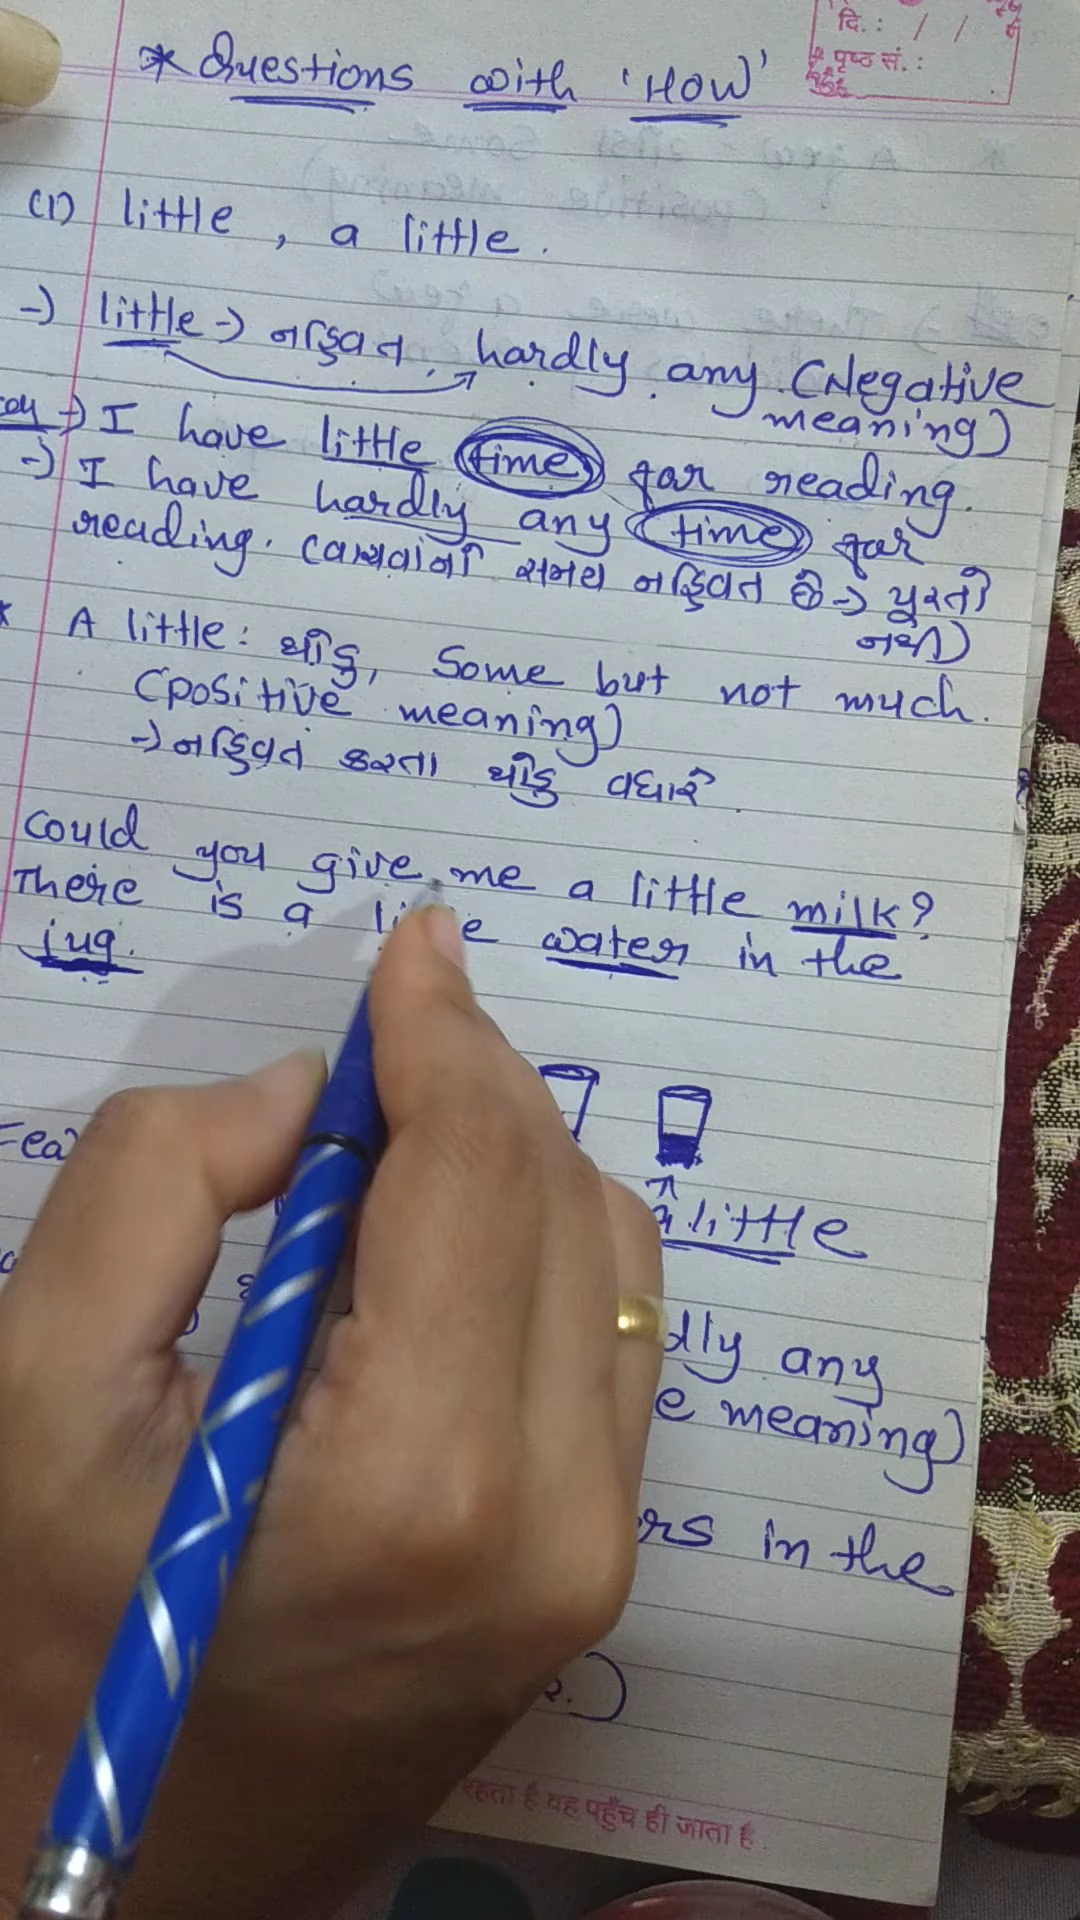 दि.: / /
पृष्ठ सं.:
* Questions with 'HOW'
(1) little, a little.
→ little → નહિવત, hardly any (Negative
meaning)
→ I have little time for reading.
→ I have hardly any time for
reading. (વાંચવાનો સમય નહિવત છે → પૂરતો
નથી)
* A little: થોડુ, Some but not much.
(positive meaning)
→ નહિવત કરતા થોડુ વધારે.
Could you give me a little milk?
There is a little water in the
jug.
a little
any
meaning)
in the
रहता है वह पहुँच ही जाता है